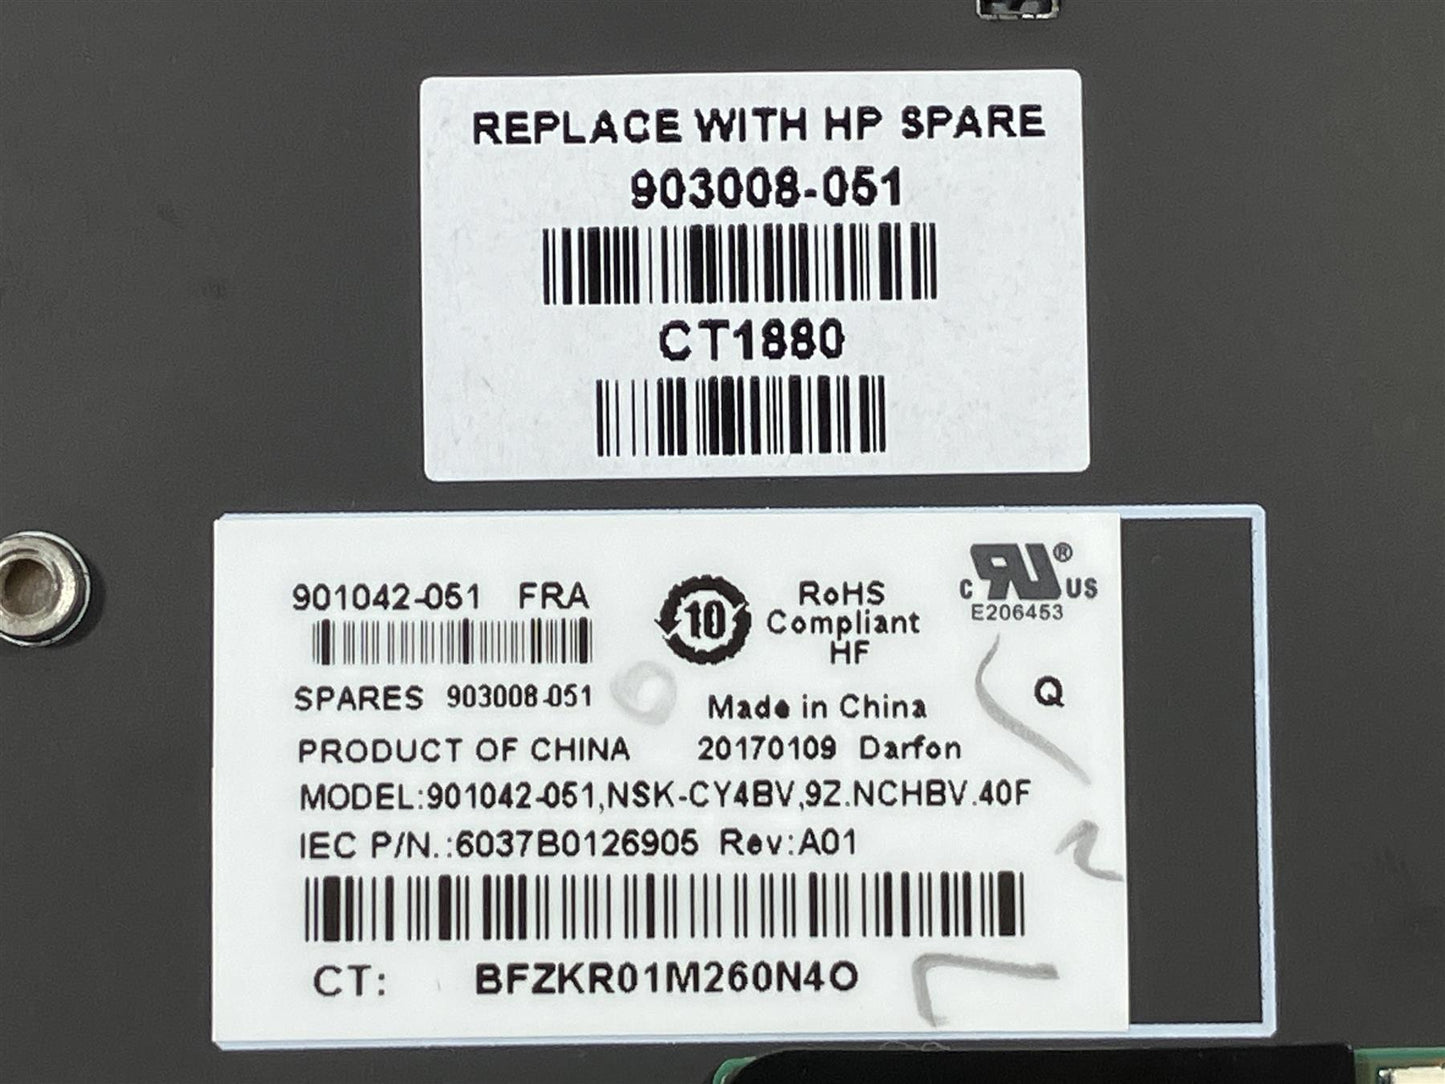 REPLACE WITH HP SPARE
903008-051
CT1880
901042-051 FRA
10
RoHS
Compliant
HF
C RU ® US
E206453
SPARES 903008-051
Made in China
Q
PRODUCT OF CHINA 20170109 Darfon
MODEL:901042-051,NSK-CY4BV,9Z.NCHBV.40F
IEC P/N.:6037B0126905 Rev:A01
CT: BFZKR01M260N4O